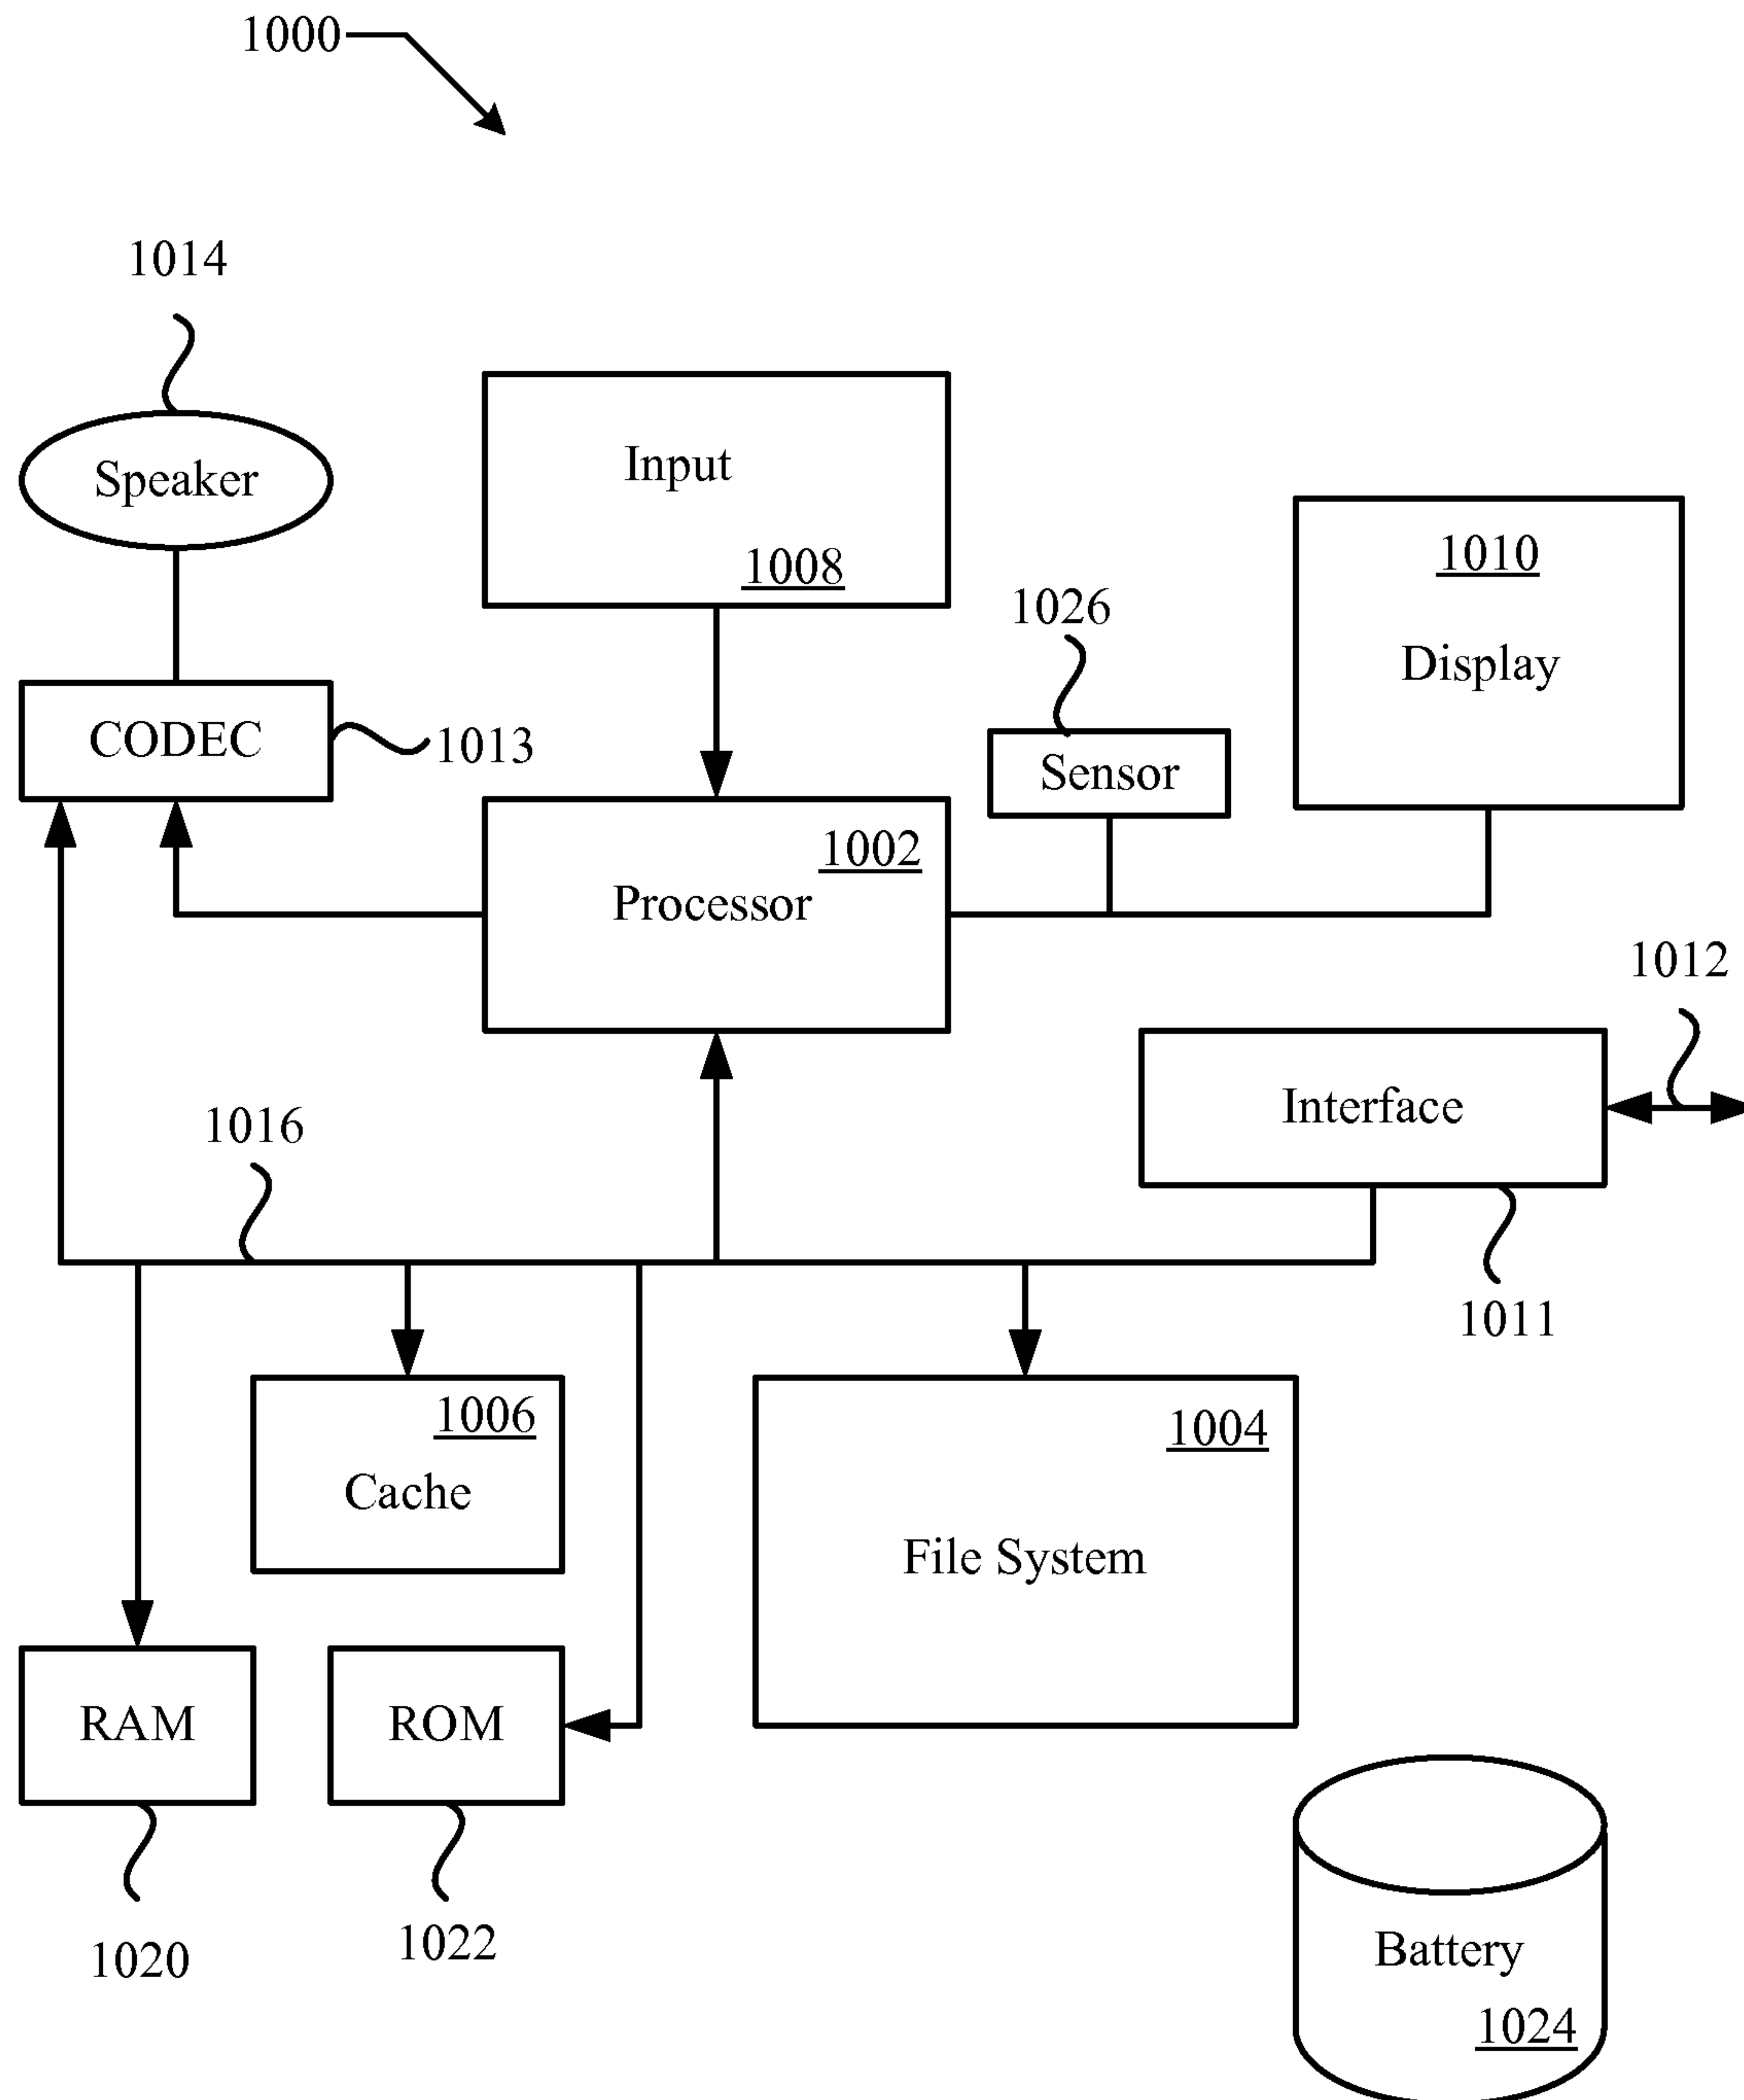 1000
1014
Speaker
Input
1008
1010
Display
1026
Sensor
CODEC
1013
1002
Processor
1012
Interface
1016
1011
1006
Cache
1004
File System
RAM
ROM
1020
1022
Battery
1024